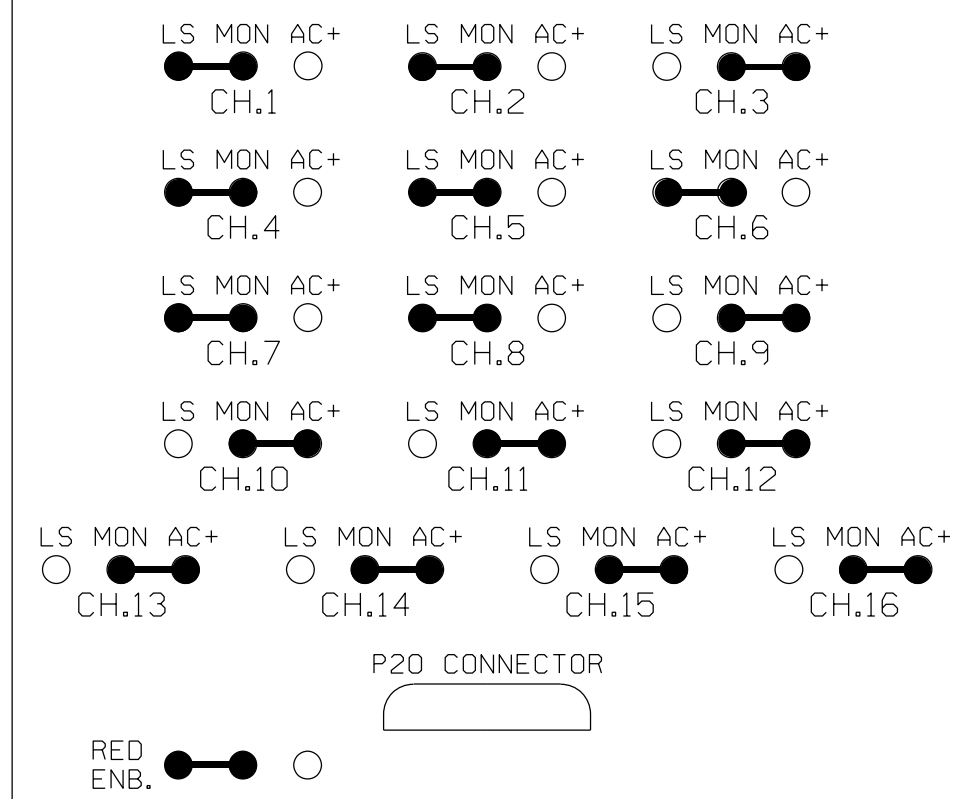 LS MON AC+ LS MON AC+ LS MON AC+
CH.1 CH.2 CH.3
LS MON AC+ LS MON AC+ LS MON AC+
CH.4 CH.5 CH.6
LS MON AC+ LS MON AC+ LS MON AC+
CH.7 CH.8 CH.9
LS MON AC+ LS MON AC+ LS MON AC+
CH.10 CH.11 CH.12
LS MON AC+ LS MON AC+ LS MON AC+ LS MON AC+
CH.13 CH.14 CH.15 CH.16
P20 CONNECTOR
RED
ENB.